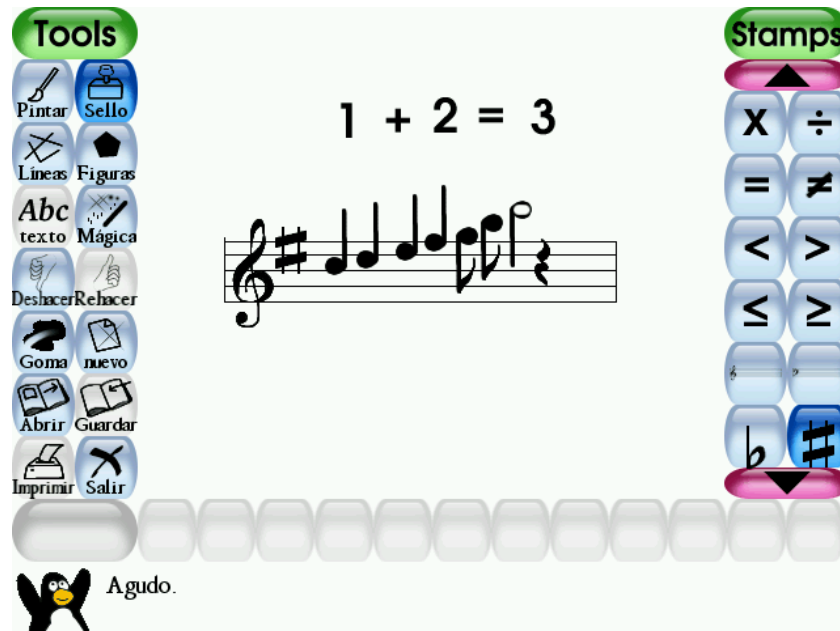 Tools
Stamps
Pintar
Sello
1 + 2 = 3
x
÷
Líneas
Figuras
=
≠
Abc
texto
Mágica
<
>
Deshacer
Rehacer
≤
≥
Goma
nuevo
Abrir
Guardar
Imprimir
Salir
Agudo.